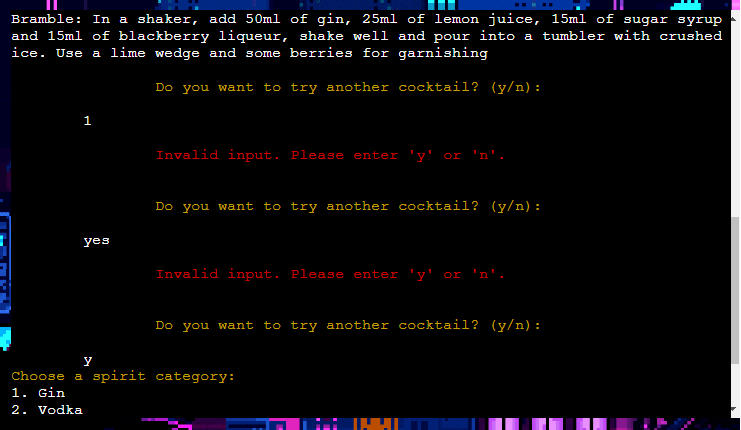 Bramble: In a shaker, add 50ml of gin, 25ml of lemon juice, 15ml of sugar syrup
and 15ml of blackberry liqueur, shake well and pour into a tumbler with crushed
ice. Use a lime wedge and some berries for garnishing
Do you want to try another cocktail? (y/n):
1
Invalid input. Please enter 'y' or 'n'.
Do you want to try another cocktail? (y/n):
yes
Invalid input. Please enter 'y' or 'n'.
Do you want to try another cocktail? (y/n):
y
Choose a spirit category:
1. Gin
2. Vodka